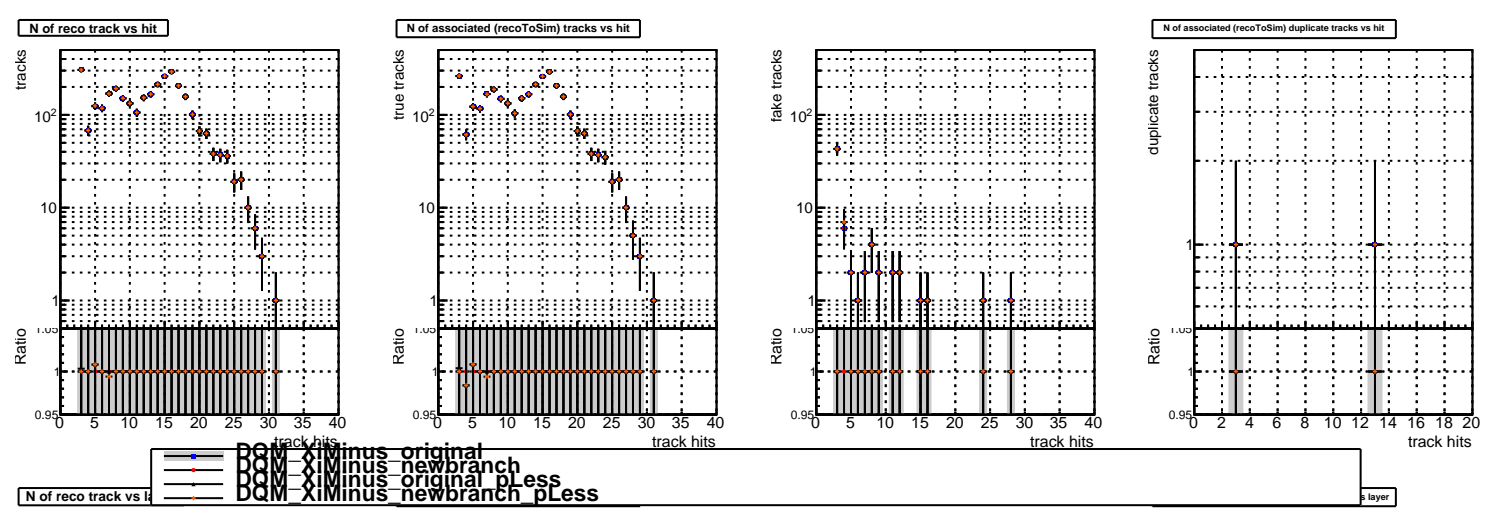 N of reco track vs hit
N of associated (recoToSim) tracks vs hit
N of associated (recoToSim) duplicate tracks vs hit
tracks
10²
10
1
Ratio
1.05
1
0.95
0 5 10 15 20 25 30 35 40
track hits
true tracks
10²
10
1
Ratio
1.05
1
0.95
0 5 10 15 20 25 30 35 40
track hits
fake tracks
10²
10
1
Ratio
1.05
1
0.95
0 5 10 15 20 25 30 35 40
track hits
duplicate tracks
1
Ratio
1.05
1
0.95
0 2 4 6 8 10 12 14 16 18 20
track hits
DQM_XiMinus_original
DQM_XiMinus_newbranch
DQM_XiMinus_original_pLess
DQM_XiMinus_newbranch_pLess
N of reco track vs la
s layer